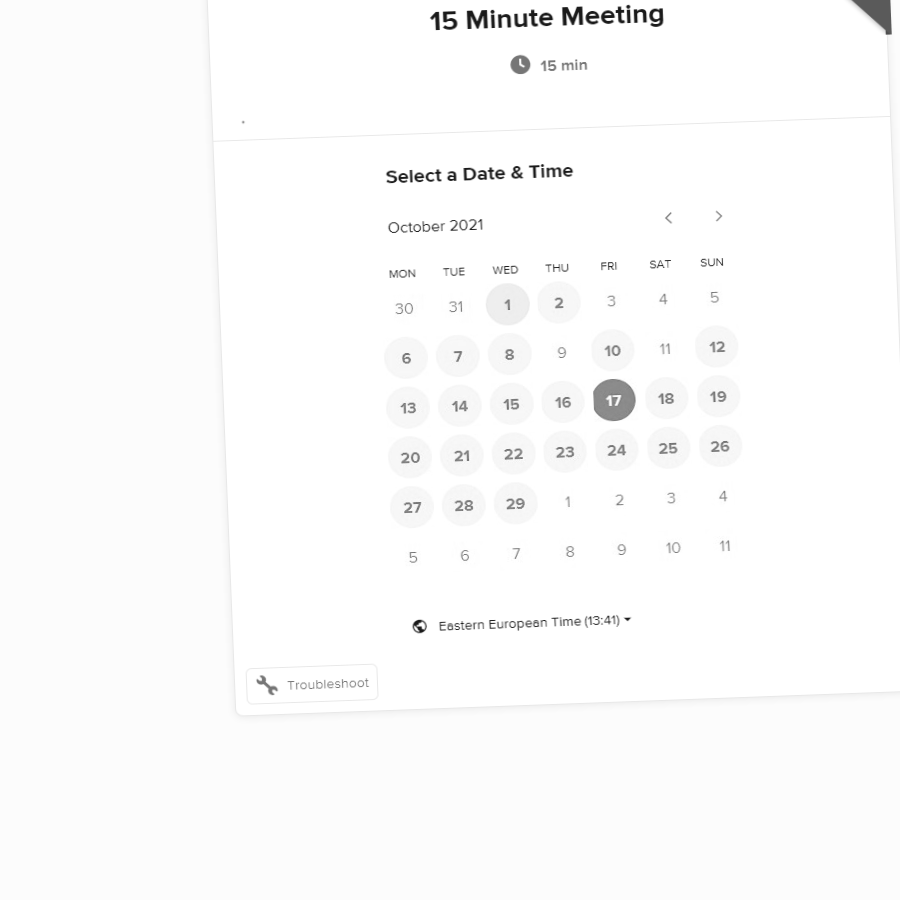 15 Minute Meeting
15 min
.
Select a Date & Time
October 2021
MON TUE WED THU FRI SAT SUN
30 31 1 2 3 4 5
6 7 8 9 10 11 12
13 14 15 16 17 18 19
20 21 22 23 24 25 26
27 28 29 1 2 3 4
5 6 7 8 9 10 11
Eastern European Time (13:41)
Troubleshoot